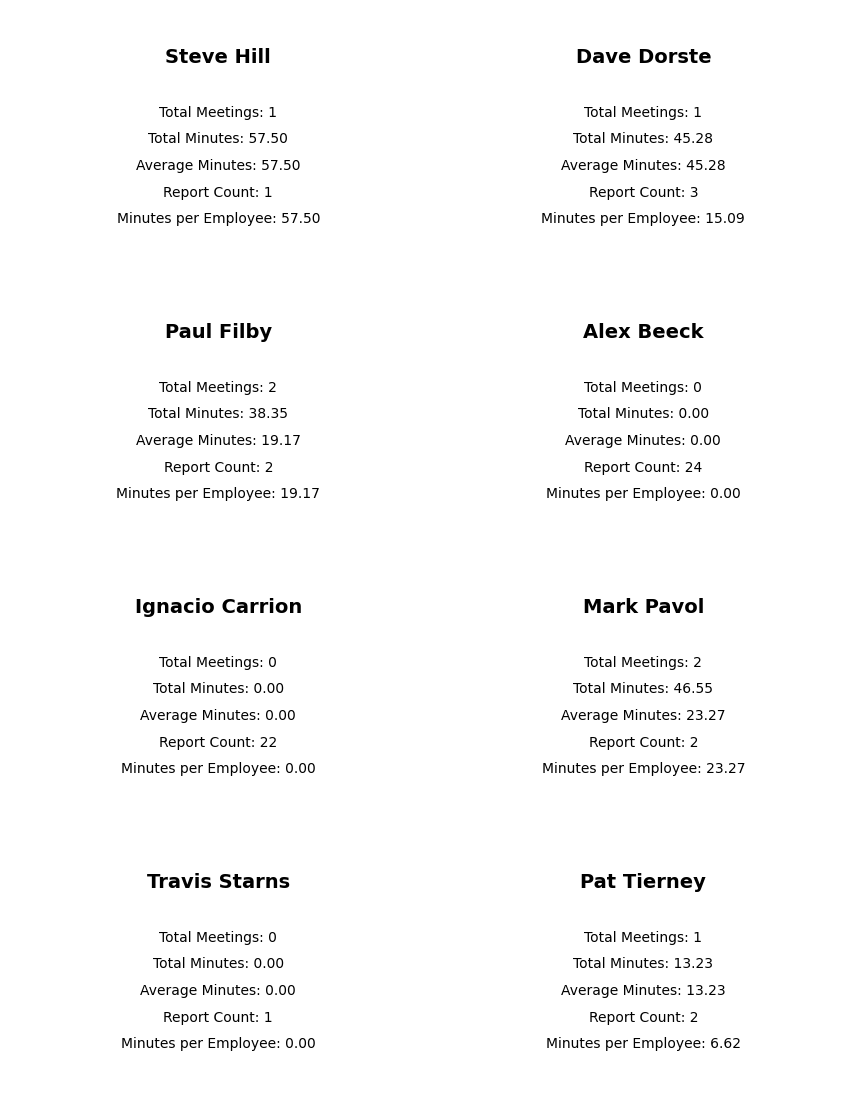 Steve Hill
Total Meetings: 1
Total Minutes: 57.50
Average Minutes: 57.50
Report Count: 1
Minutes per Employee: 57.50
Dave Dorste
Total Meetings: 1
Total Minutes: 45.28
Average Minutes: 45.28
Report Count: 3
Minutes per Employee: 15.09
Paul Filby
Total Meetings: 2
Total Minutes: 38.35
Average Minutes: 19.17
Report Count: 2
Minutes per Employee: 19.17
Alex Beeck
Total Meetings: 0
Total Minutes: 0.00
Average Minutes: 0.00
Report Count: 24
Minutes per Employee: 0.00
Ignacio Carrion
Total Meetings: 0
Total Minutes: 0.00
Average Minutes: 0.00
Report Count: 22
Minutes per Employee: 0.00
Mark Pavol
Total Meetings: 2
Total Minutes: 46.55
Average Minutes: 23.27
Report Count: 2
Minutes per Employee: 23.27
Travis Starns
Total Meetings: 0
Total Minutes: 0.00
Average Minutes: 0.00
Report Count: 1
Minutes per Employee: 0.00
Pat Tierney
Total Meetings: 1
Total Minutes: 13.23
Average Minutes: 13.23
Report Count: 2
Minutes per Employee: 6.62